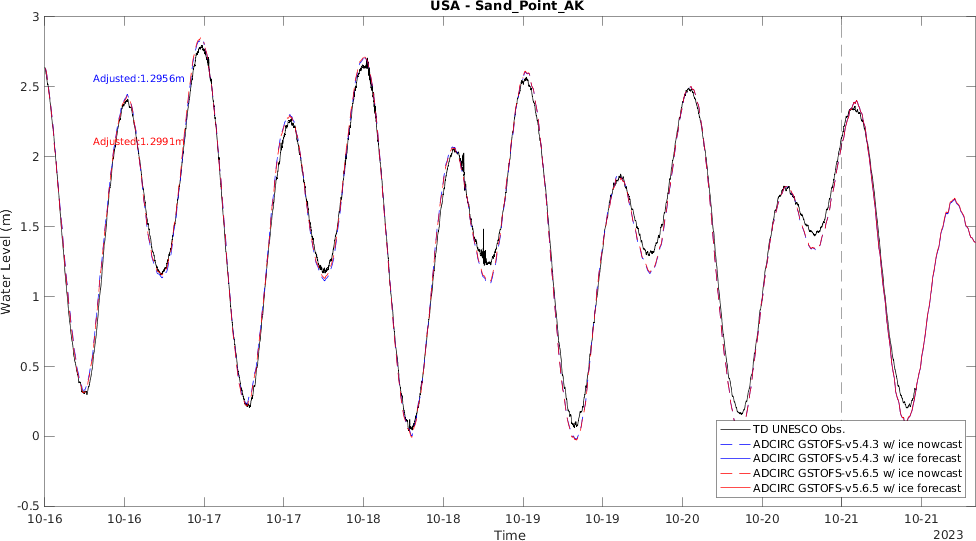 USA - Sand_Point_AK
3
2.5
2
1.5
1
0.5
0
-0.5
Water Level (m)
Adjusted:1.2956m
Adjusted:1.2991m
TD UNESCO Obs.
ADCIRC GSTOFS-v5.4.3 w/ ice nowcast
ADCIRC GSTOFS-v5.4.3 w/ ice forecast
ADCIRC GSTOFS-v5.6.5 w/ ice nowcast
ADCIRC GSTOFS-v5.6.5 w/ ice forecast
10-16 10-16 10-17 10-17 10-18 10-18 10-19 10-19 10-20 10-20 10-21 10-21
Time
2023